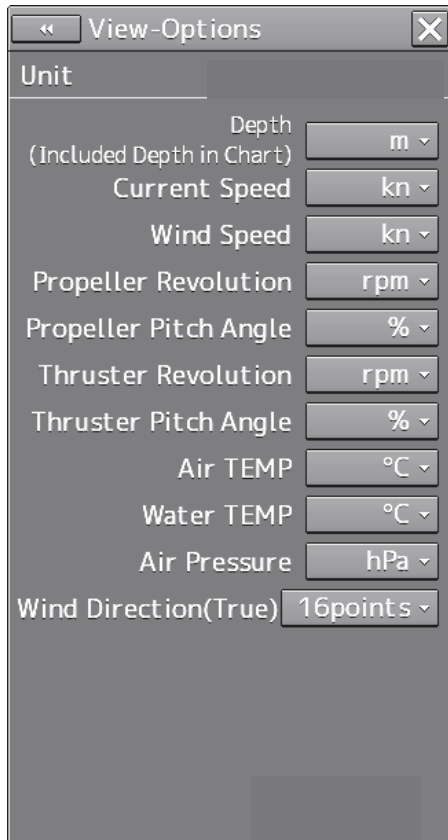 View-Options
Unit
Depth
(Included Depth in Chart) m
Current Speed kn
Wind Speed kn
Propeller Revolution rpm
Propeller Pitch Angle %
Thruster Revolution rpm
Thruster Pitch Angle %
Air TEMP °C
Water TEMP °C
Air Pressure hPa
Wind Direction(True) 16points